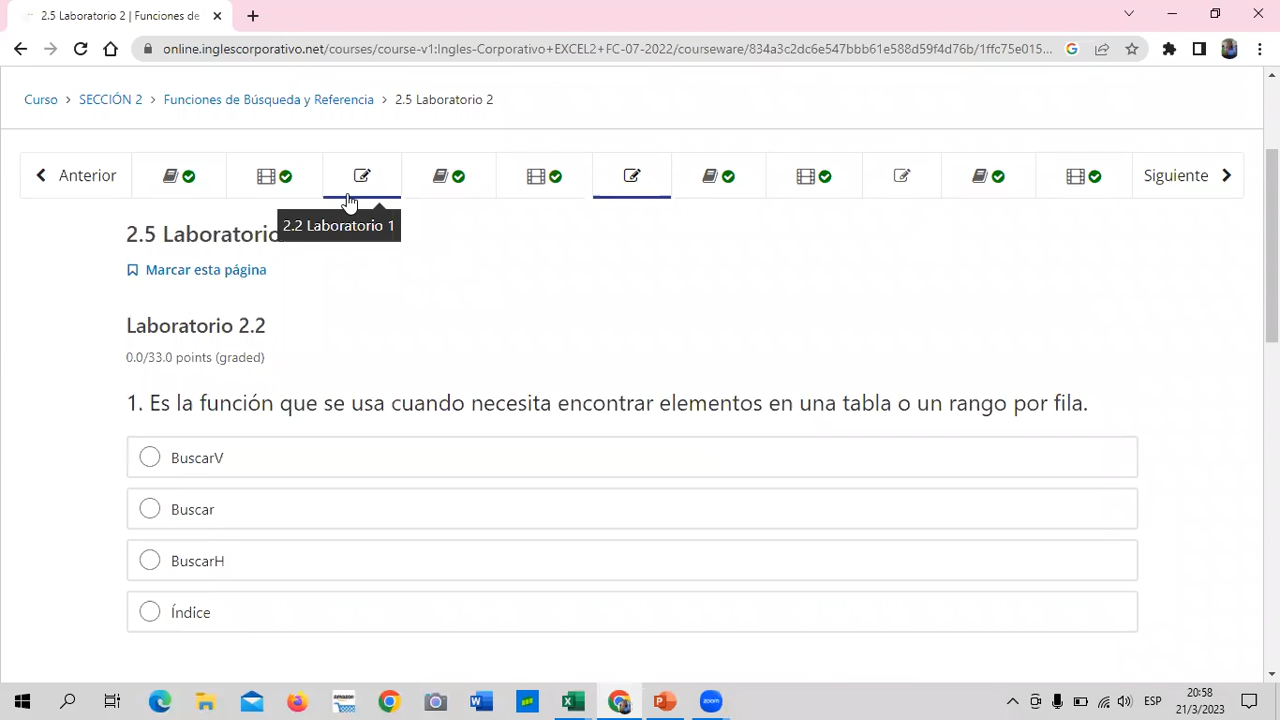 2.5 Laboratorio 2 | Funciones de
online.inglescorporativo.net/courses/course-v1:Ingles-Corporativo+EXCEL2+FC-07-2022/courseware/834a3c2dc6e547bbb61e588d59f4d76b/1ffc75e015...
Curso > SECCIÓN 2 > Funciones de Búsqueda y Referencia > 2.5 Laboratorio 2
Anterior
Siguiente
2.2 Laboratorio 1
2.5 Laboratorio
Marcar esta página
Laboratorio 2.2
0.0/33.0 points (graded)
1. Es la función que se usa cuando necesita encontrar elementos en una tabla o un rango por fila.
BuscarV
Buscar
BuscarH
Índice
amazon
zoom
ESP
20:58
21/3/2023